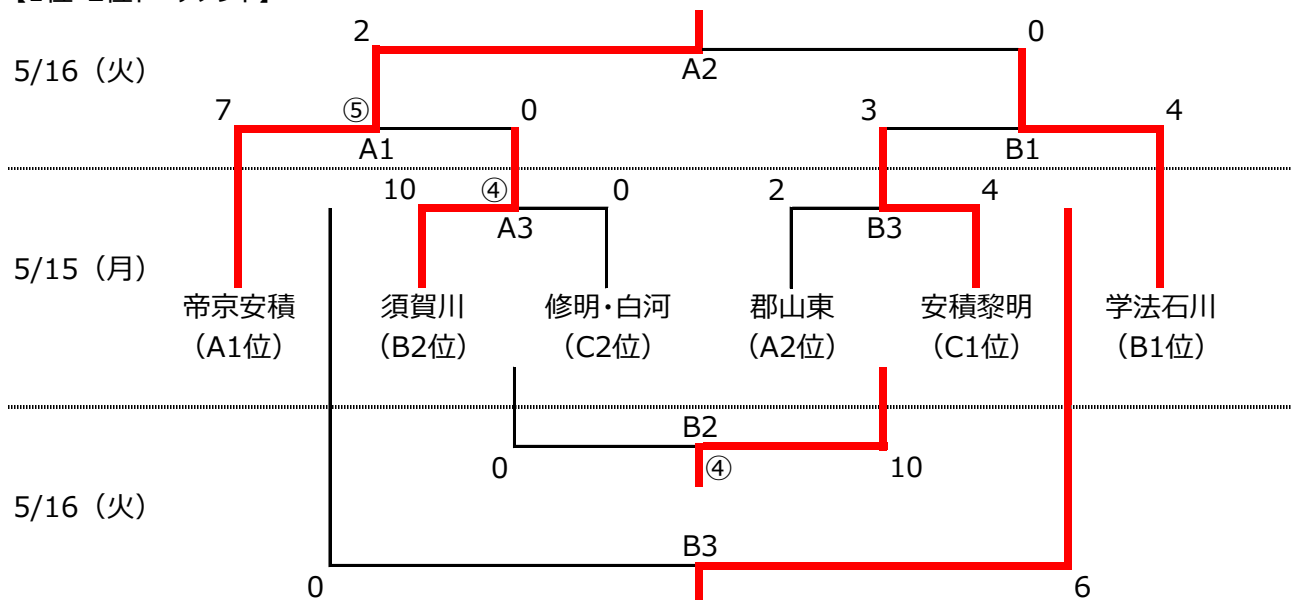 2 0
5/16（火） A2
7 ⑤ 0 3 4
A1 B1
10 ④ 0 2 4
A3 B3
5/15（月）
帝京安積 須賀川 修明・白河 郡山東 安積黎明 学法石川
（A1位） （B2位） （C2位） （A2位） （C1位） （B1位）
B2
0 ④ 10
5/16（火）
B3
0 6